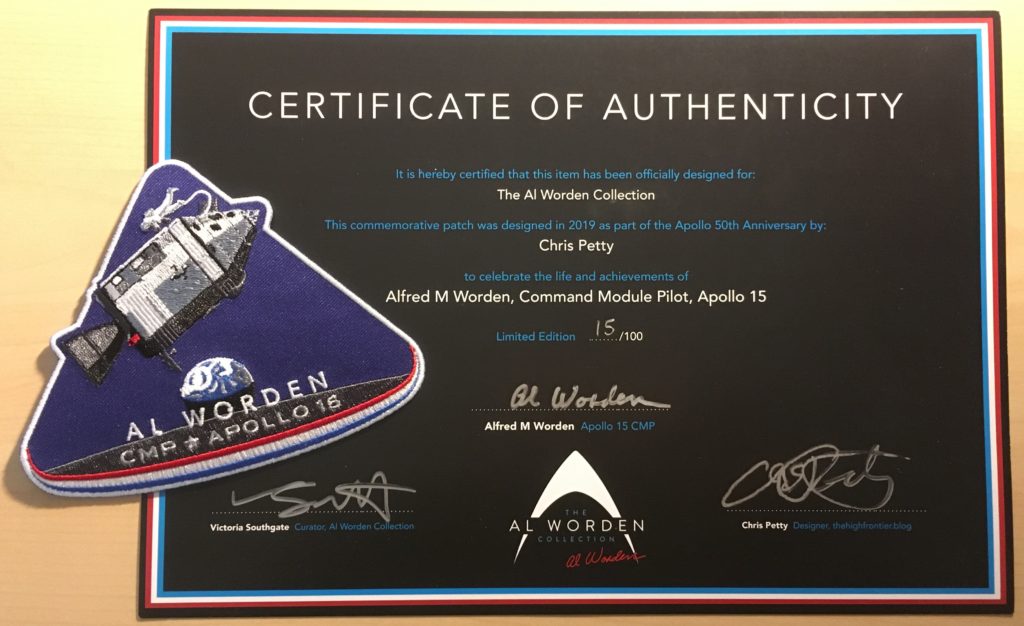 CERTIFICATE OF AUTHENTICITY
It is hereby certified that this item has been officially designed for:
The Al Worden Collection
This commemorative patch was designed in 2019 as part of the Apollo 50th Anniversary by:
Chris Petty
to celebrate the life and achievements of
Alfred M Worden, Command Module Pilot, Apollo 15
Limited Edition 15/100
Al Worden
Alfred M Worden Apollo 15 CMP
AL WORDEN
CMP ★ APOLLO 15
Victoria Southgate Curator, Al Worden Collection
THE
AL WORDEN
COLLECTION
Al Worden
Chris Petty Designer, thehighfrontier.blog